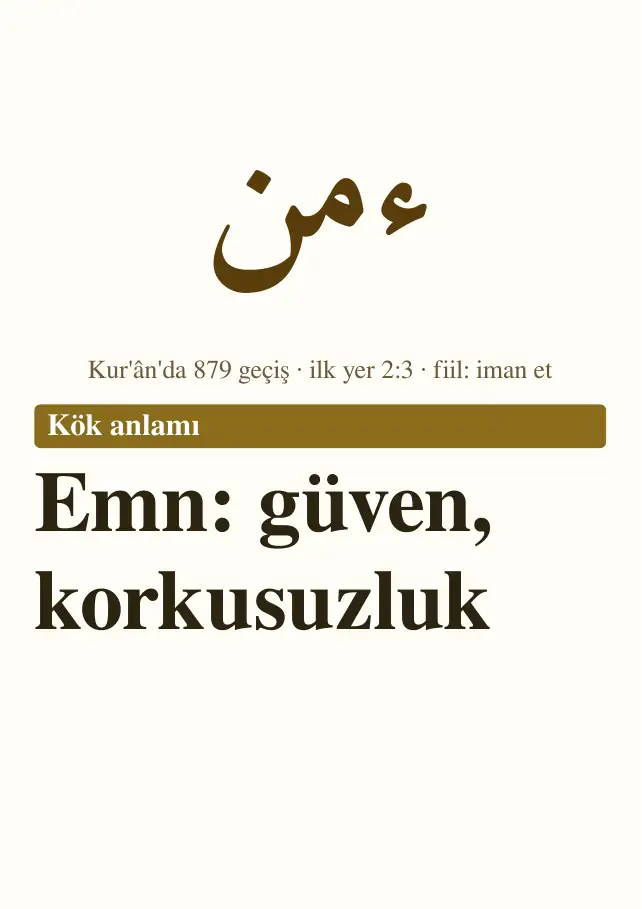 ءمن
Kur'ân'da 879 geçiş · ilk yer 2:3 · fiil: iman et
Kök anlamı
Emn: güven,
korkusuzluk